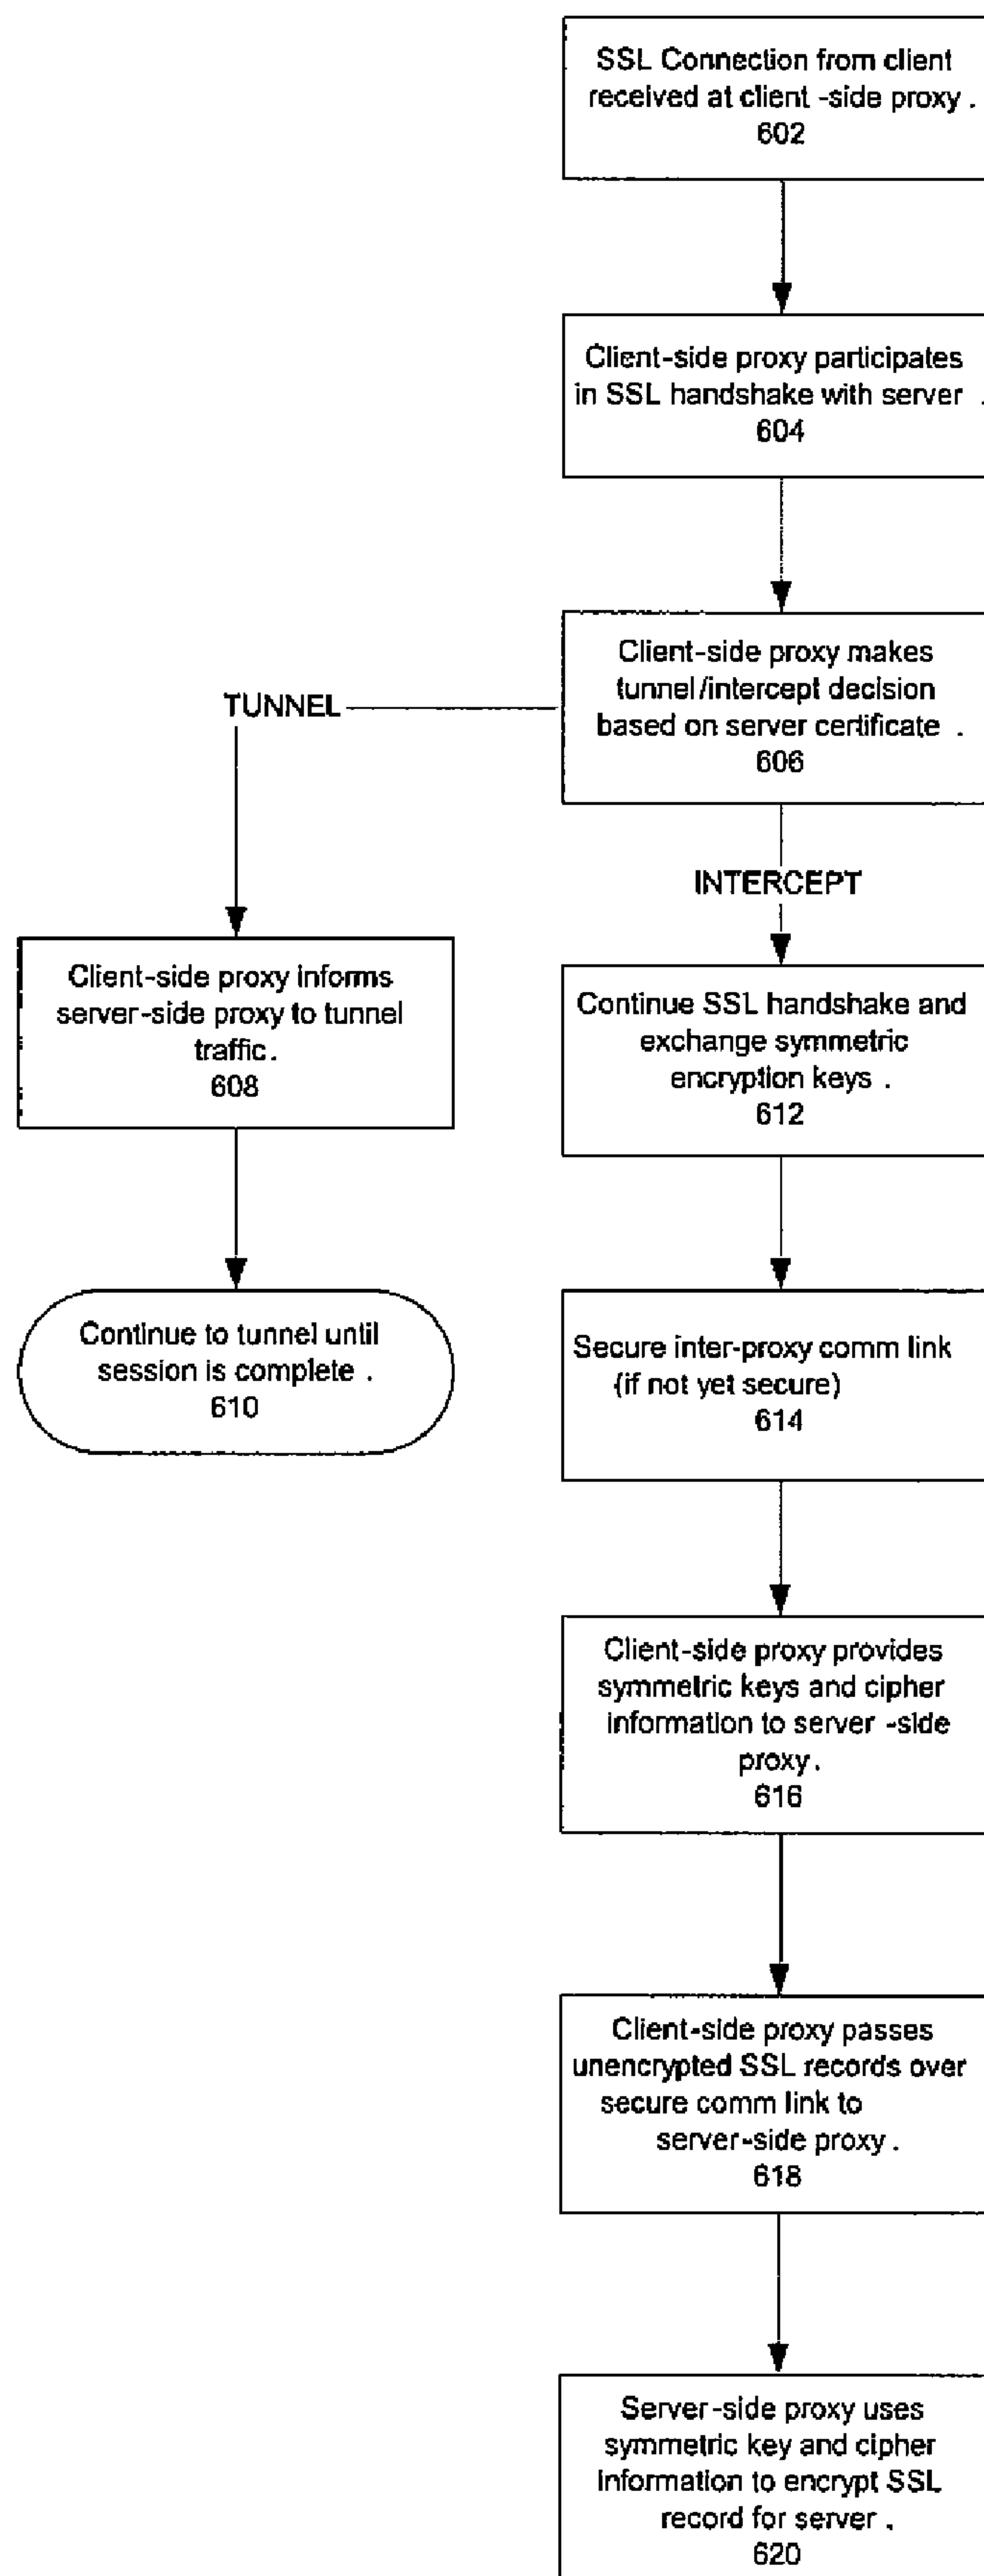 SSL Connection from client
received at client -side proxy .
602
Client-side proxy participates
in SSL handshake with server .
604
Client-side proxy makes
tunnel/intercept decision
based on server certificate .
606
TUNNEL
INTERCEPT
Client-side proxy informs
server-side proxy to tunnel
traffic.
608
Continue SSL handshake and
exchange symmetric
encryption keys .
612
Continue to tunnel until
session is complete .
610
Secure inter-proxy comm link
(if not yet secure)
614
Client-side proxy provides
symmetric keys and cipher
information to server -side
proxy.
616
Client-side proxy passes
unencrypted SSL records over
secure comm link to
server-side proxy .
618
Server-side proxy uses
symmetric key and cipher
information to encrypt SSL
record for server .
620